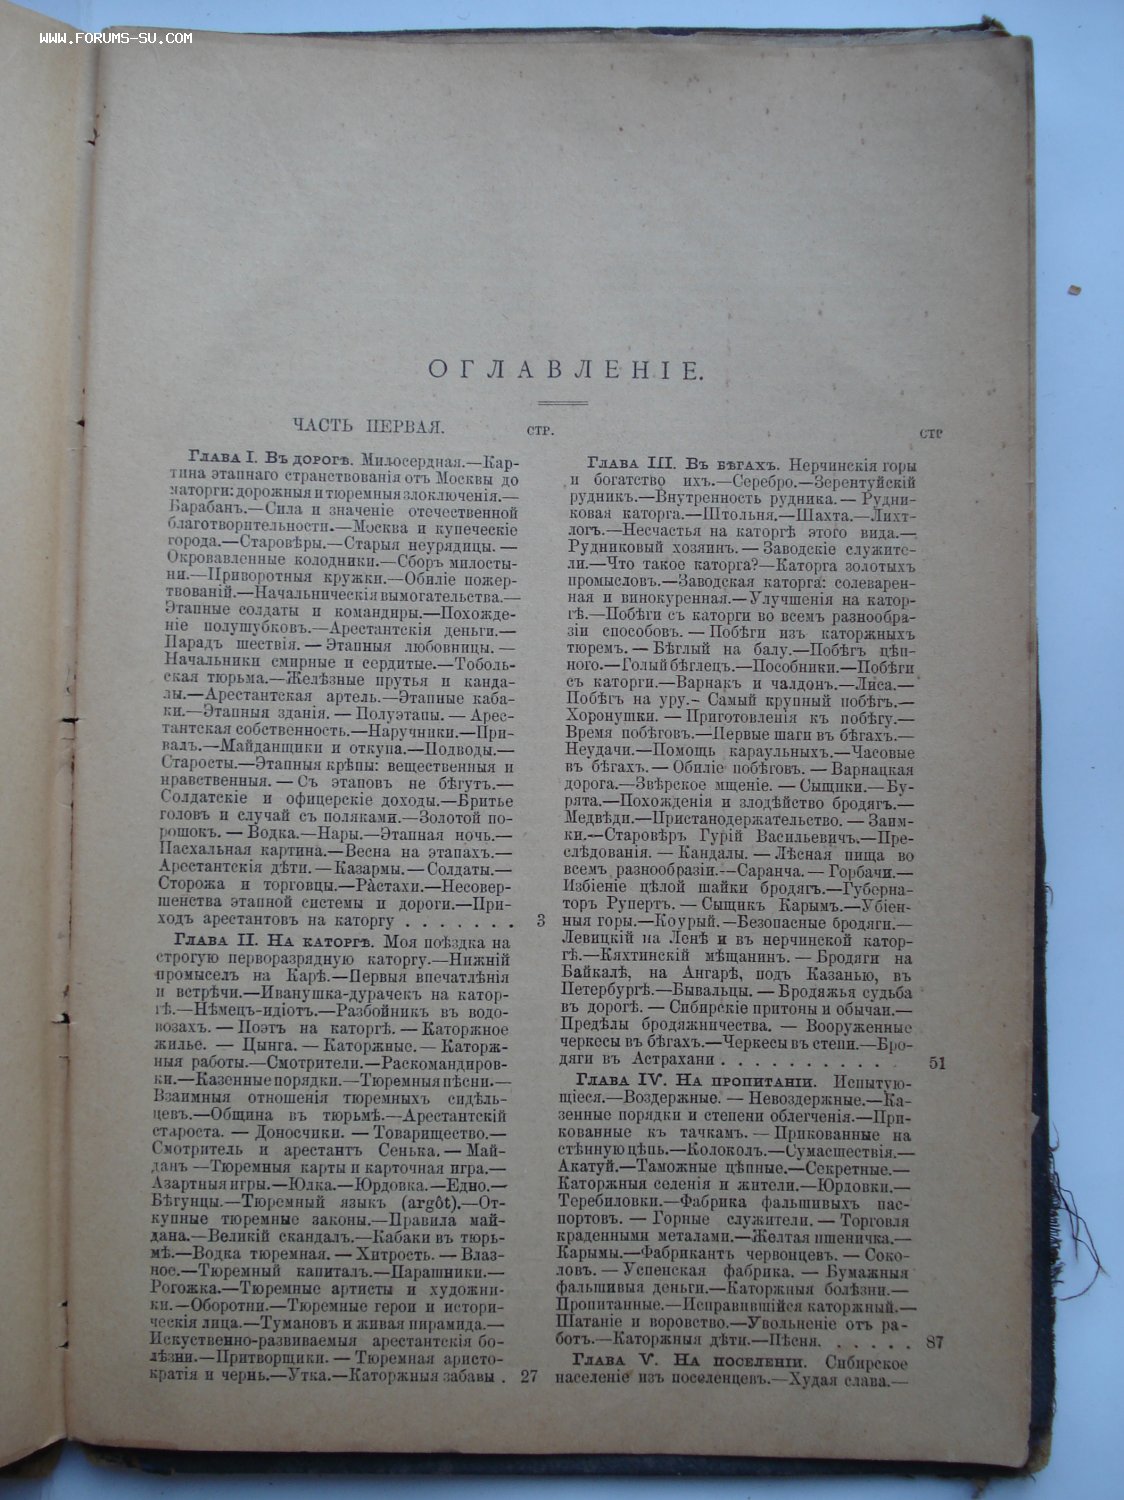 WWW.FORUMS-SU.COM
ОГЛАВЛЕНІЕ.
ЧАСТЬ ПЕРВАЯ.
СТР.
Глава I. Въ дорогѣ. Милосердная.—Кар-
тина этапнаго странствованія отъ Москвы до
каторги: дорожныя и тюремныя злоключенія.—
Барабанъ.—Сила и значеніе отечественной
благотворительности.—Москва и купеческіе
города.—Старовѣры.—Старыя неурядицы. —
Окровавленные колодники.—Сборъ милосты-
ни.—Приворотныя кружки.—Обиліе пожер-
твованій.—Начальническія вымогательства.—
Этапные солдаты и командиры.—Похожде-
ніе полушубковъ.—Арестантскія деньги.—
Парадъ шествія. — Этапныя любовницы. —
Начальники смирные и сердитые.—Тоболь-
ская тюрьма.—Желѣзные прутья и канда-
лы.—Арестантская артель.—Этапные каба-
ки.—Этапныя зданія. — Полуэтапы. — Арес-
тантская собственность.—Наручники.—При-
валъ.—Майданщики и откупа.—Подводы.—
Старосты.—Этапныя крѣпы: вещественныя и
нравственныя. — Съ этаповъ не бѣгутъ.—
Солдатскіе и офицерскіе доходы.—Бритье
головъ и случай съ поляками.—Золотой по-
рошокъ. — Водка.—Нары.—Этапная ночь.—
Пасхальная картина.—Весна на этапахъ.—
Арестантскія дѣти.—Казармы.—Солдаты.—
Сторожа и торговцы.—Растахи.—Несовер-
шенства этапной системы и дороги.—При-
ходъ арестантовъ на каторгу . . . . . . . 3
Глава II. На каторгѣ. Моя поѣздка на
строгую перворазрядную каторгу.—Нижній
промыселъ на Карѣ.—Первыя впечатлѣнія
и встрѣчи.—Иванушка-дурачекъ на катор-
гѣ.—Нѣмецъ-идіотъ.—Разбойникъ въ водо-
возахъ. — Поэтъ на каторгѣ. — Каторжное
жилье. — Цынга. — Каторжные. — Каторж-
ныя работы.—Смотрители.—Раскомандиров-
ки.—Казенные порядки.—Тюремныя пѣсни.—
Взаимныя отношенія тюремныхъ сидѣль-
цевъ.—Община въ тюрьмѣ.—Арестантскій
староста. — Доносчики. — Товарищество.—
Смотритель и арестантъ Сенька. — Май-
данъ —Тюремныя карты и карточная игра.—
Азартныя игры.—Юлка.—Юрдовка.—Едно.—
Бѣгунцы.—Тюремный языкъ (argôt).—От-
купные тюремные законы.—Правила май-
дана.—Великій скандалъ.—Кабаки въ тюрь-
мѣ.—Водка тюремная. — Хитрость. — Влаз-
ное.—Тюремный капиталъ.—Парашники.—
Рогожка.—Тюремные артисты и художни-
ки.—Оборотни.—Тюремные герои и истори-
ческія лица.—Тумановъ и живая пирамида.—
Искуственно-развиваемыя арестантскія бо-
лѣзни.—Притворщики. — Тюремная аристо-
кратія и чернь.—Утка.—Каторжныя забавы . 27
СТР
Глава III. Въ бѣгахъ. Нерчинскія горы
и богатство ихъ.—Серебро.—Зерентуйскій
рудникъ.—Внутренность рудника. — Рудни-
ковая каторга.—Штольня.—Шахта.—Лихт-
логъ.—Несчастья на каторгѣ этого вида.—
Рудниковый хозяинъ. — Заводскіе служите-
ли.—Что такое каторга?—Каторга золотыхъ
промысловъ.—Заводская каторга: солеварен-
ная и винокуренная.—Улучшенія на катор-
гѣ.—Побѣги съ каторги во всемъ разнообра-
зіи способовъ. — Побѣги изъ каторжныхъ
тюремъ. — Бѣглый на балу.—Побѣгъ цѣп-
ного.—Голый бѣглецъ.—Пособники.—Побѣги
съ каторги.—Варнакъ и чалдонъ.—Лиса.—
Побѣгъ на уру.- Самый крупный побѣгъ.—
Хоронушки. — Приготовленія къ побѣгу.—
Время побѣговъ.—Первые шаги въ бѣгахъ.—
Неудачи.—Помощь караульныхъ.—Часовые
въ бѣгахъ. — Обиліе побѣговъ. — Варнацкая
дорога.—Звѣрское мщеніе. — Сыщики.— Бу-
рята.—Похожденія и злодѣйство бродягъ.—
Медвѣди.—Пристанодержательство. — Заим-
ки.—Старовѣръ Гурій Васильевичъ.—Пре-
слѣдованія. — Кандалы. — Лѣсная пища во
всемъ разнообразіи.—Саранча. — Горбачи.—
Избіеніе цѣлой шайки бродягъ.—Губерна-
торъ Рупертъ. — Сыщикъ Карымъ.—Убіен-
ныя горы.—Коурый.—Безопасные бродяги.—
Левицкій на Ленѣ и въ нерчинской катор-
гѣ.—Кяхтинскій мѣщанинъ. — Бродяги на
Байкалѣ, на Ангарѣ, подъ Казанью, въ
Петербургѣ.—Бывальцы. — Бродяжья судьба
въ дорогѣ. — Сибирскіе притоны и обычаи.—
Предѣлы бродяжничества. — Вооруженные
черкесы въ бѣгахъ.—Черкесы въ степи.—Бро-
дяги въ Астрахани . . . . . . . . . . . 51
Глава IV. На пропитаніи. Испытую-
щіеся.—Воздержные. — Невоздержные.—Ка-
зенные порядки и степени облегченія.—При-
кованные къ тачкамъ. — Прикованные на
стѣнную цѣпь.—Колоколъ.—Сумасшествія.—
Акатуй.—Таможные цѣпные.—Секретные.—
Каторжныя селенія и жители.—Юрдовки.—
Теребиловки.—Фабрика фальшивыхъ пас-
портовъ. — Горные служители. — Торговля
краденными металами.—Желтая пшеничка.—
Карымы.—Фабрикантъ червонцевъ. — Соко-
ловъ. — Успенская фабрика. — Бумажныя
фальшивыя деньги.—Каторжныя болѣзни.—
Пропитанные.—Исправившійся каторжный.—
Шатаніе и воровство.—Увольненіе отъ ра-
ботъ.—Каторжныя дѣти.—Пѣсня. . . . . . 87
Глава V. На поселеніи. Сибирское
населеніе изъ поселенцевъ.—Худая слава.—